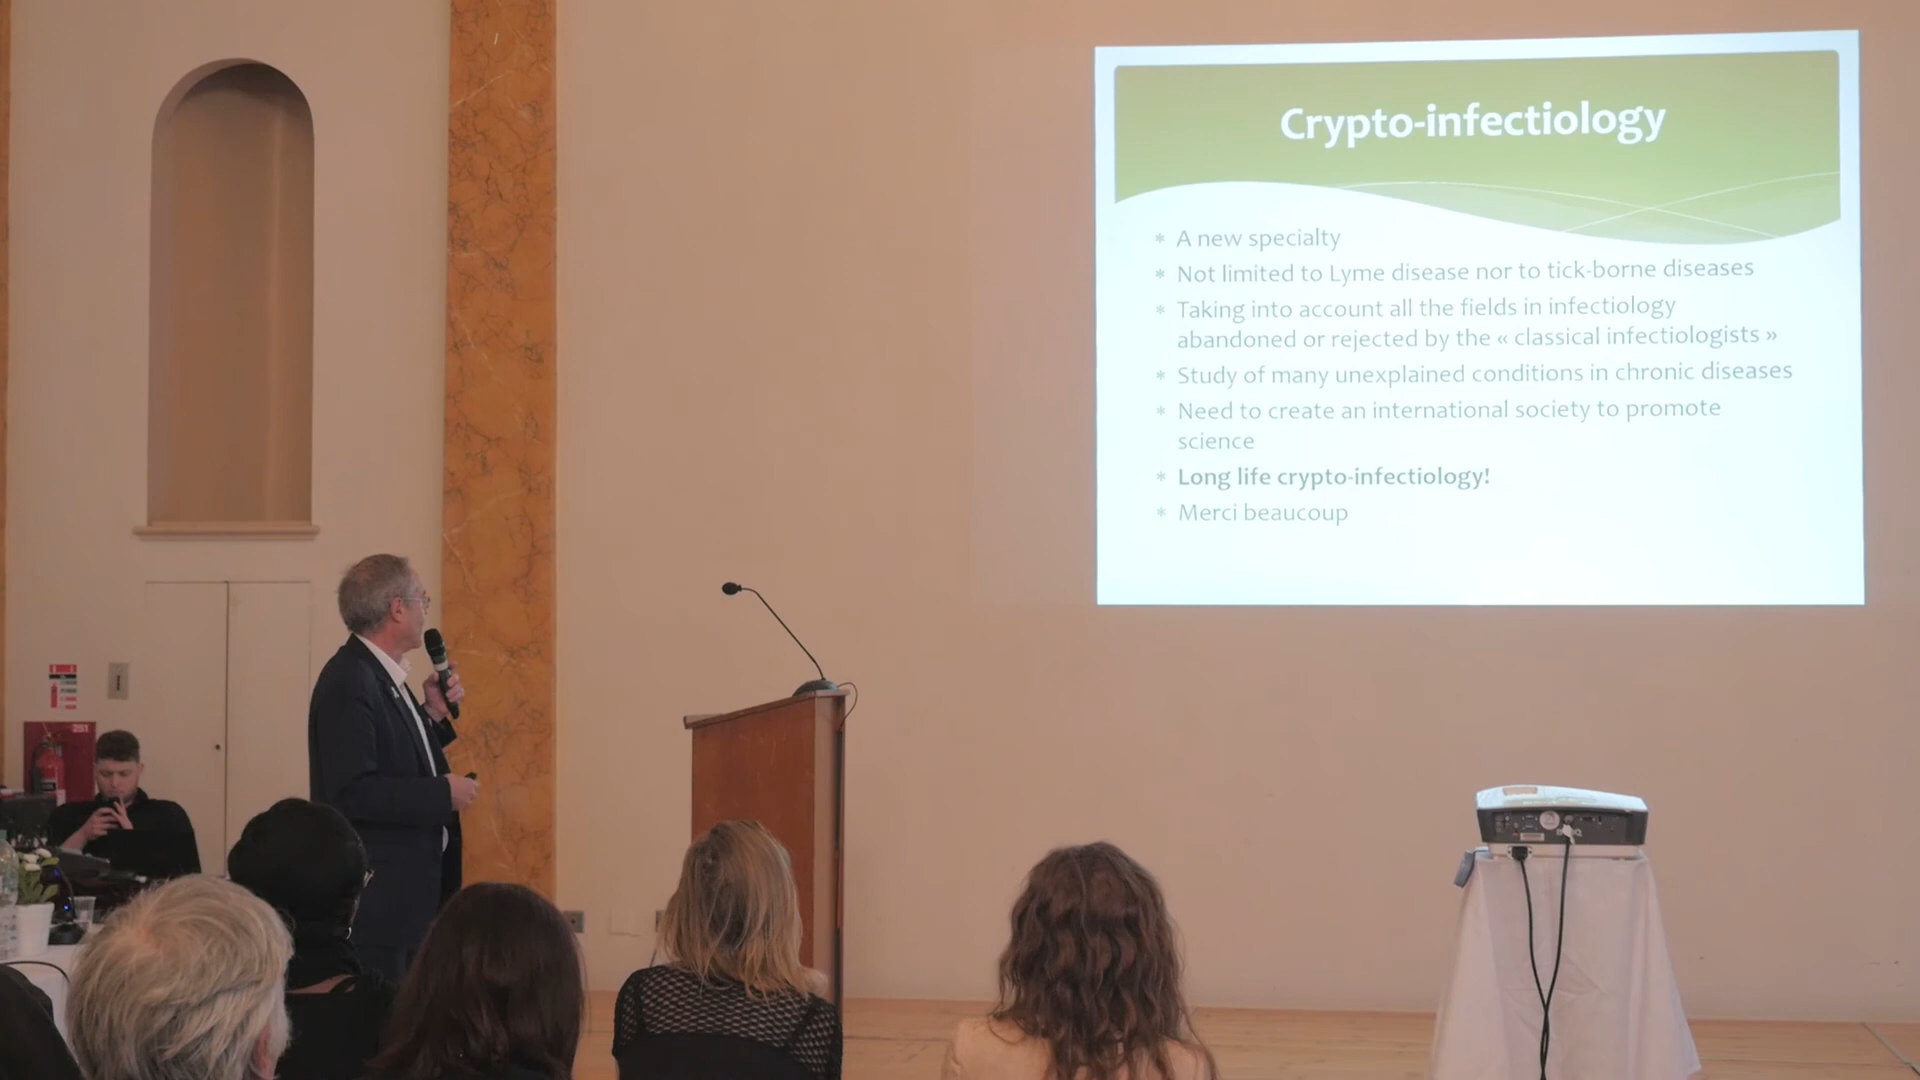 Crypto-infectiology
* A new specialty
* Not limited to Lyme disease nor to tick-borne diseases
* Taking into account all the fields in infectiology
abandoned or rejected by the « classical infectiologists »
* Study of many unexplained conditions in chronic diseases
* Need to create an international society to promote
science
* Long life crypto-infectiology!
* Merci beaucoup